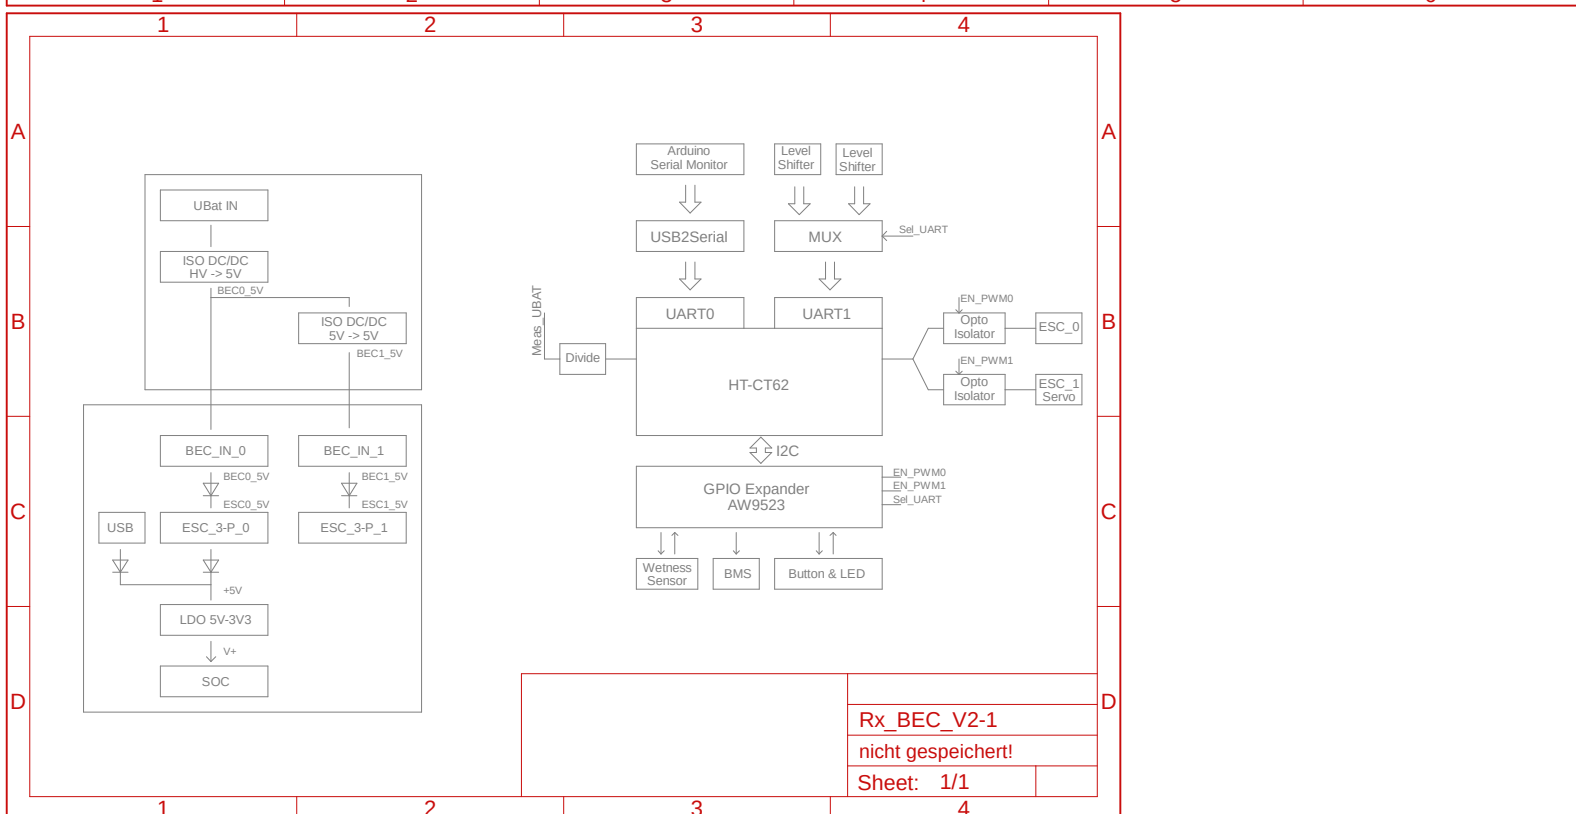 1 2 3 4
A A
Arduino
Serial Monitor
Level
Shifter
Level
Shifter
UBat IN
USB2Serial
MUX
Sel_UART
ISO DC/DC
HV -> 5V
BEC0_5V
ISO DC/DC
5V -> 5V
BEC1_5V
B B
Meas_UBAT
UART0
UART1
Divide
HT-CT62
EN_PWM0
Opto
Isolator
ESC_0
EN_PWM1
Opto
Isolator
ESC_1
Servo
BEC_IN_0
BEC_IN_1
I2C
BEC0_5V
BEC1_5V
ESC0_5V
ESC1_5V
GPIO Expander
AW9523
EN_PWM0
EN_PWM1
Sel_UART
C C
USB
ESC_3-P_0
ESC_3-P_1
Wetness
Sensor
BMS
Button & LED
+5V
LDO 5V-3V3
V+
SOC
D D
Rx_BEC_V2-1
nicht gespeichert!
Sheet: 1/1
1 2 3 4